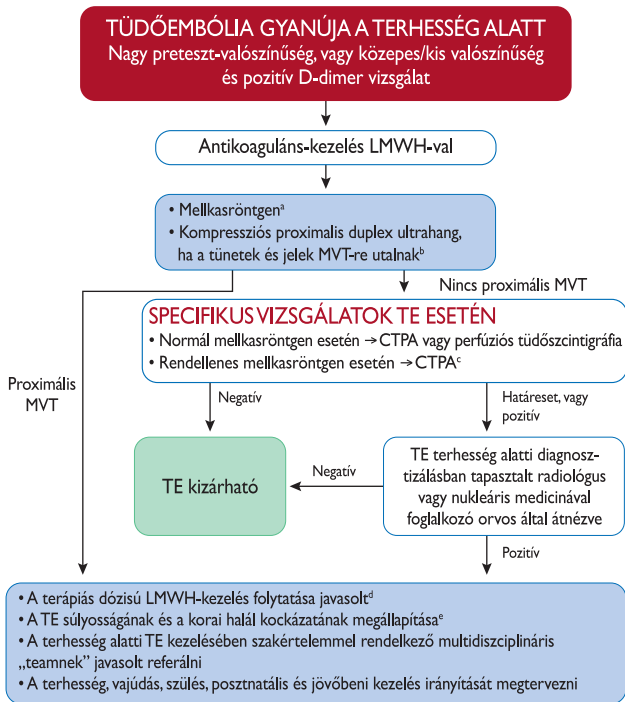 TÜDŐEMBÓLIA GYANÚJA A TERHESSÉG ALATT
Nagy preteszt-valószínűség, vagy közepes/kis valószínűség
és pozitív D-dimer vizsgálat
Antikoaguláns-kezelés LMWH-val
• Mellkasröntgenᵃ
• Kompressziós proximalis duplex ultrahang,
ha a tünetek és jelek MVT-re utalnakᵇ
Nincs proximális MVT
SPECIFIKUS VIZSGÁLATOK TE ESETÉN
• Normál mellkasröntgen esetén → CTPA vagy perfúziós tüdőszcintigráfia
• Rendellenes mellkasröntgen esetén → CTPAᶜ
Proximális
MVT
Negatív
Határeset, vagy
pozitív
TE kizárható
Negatív
TE terhesség alatti diagnosz-
tizálásban tapasztalt radiológus
vagy nukleáris medicinával
foglalkozó orvos által átnézve
Pozitív
• A terápiás dózisú LMWH-kezelés folytatása javasoltᵈ
• A TE súlyosságának és a korai halál kockázatának megállapításaᵉ
• A terhesség alatti TE kezelésében szakértelemmel rendelkező multidiszciplináris
„teamnek” javasolt referálni
• A terhesség, vajúdás, szülés, posztnatális és jövőbeni kezelés irányítását megtervezni